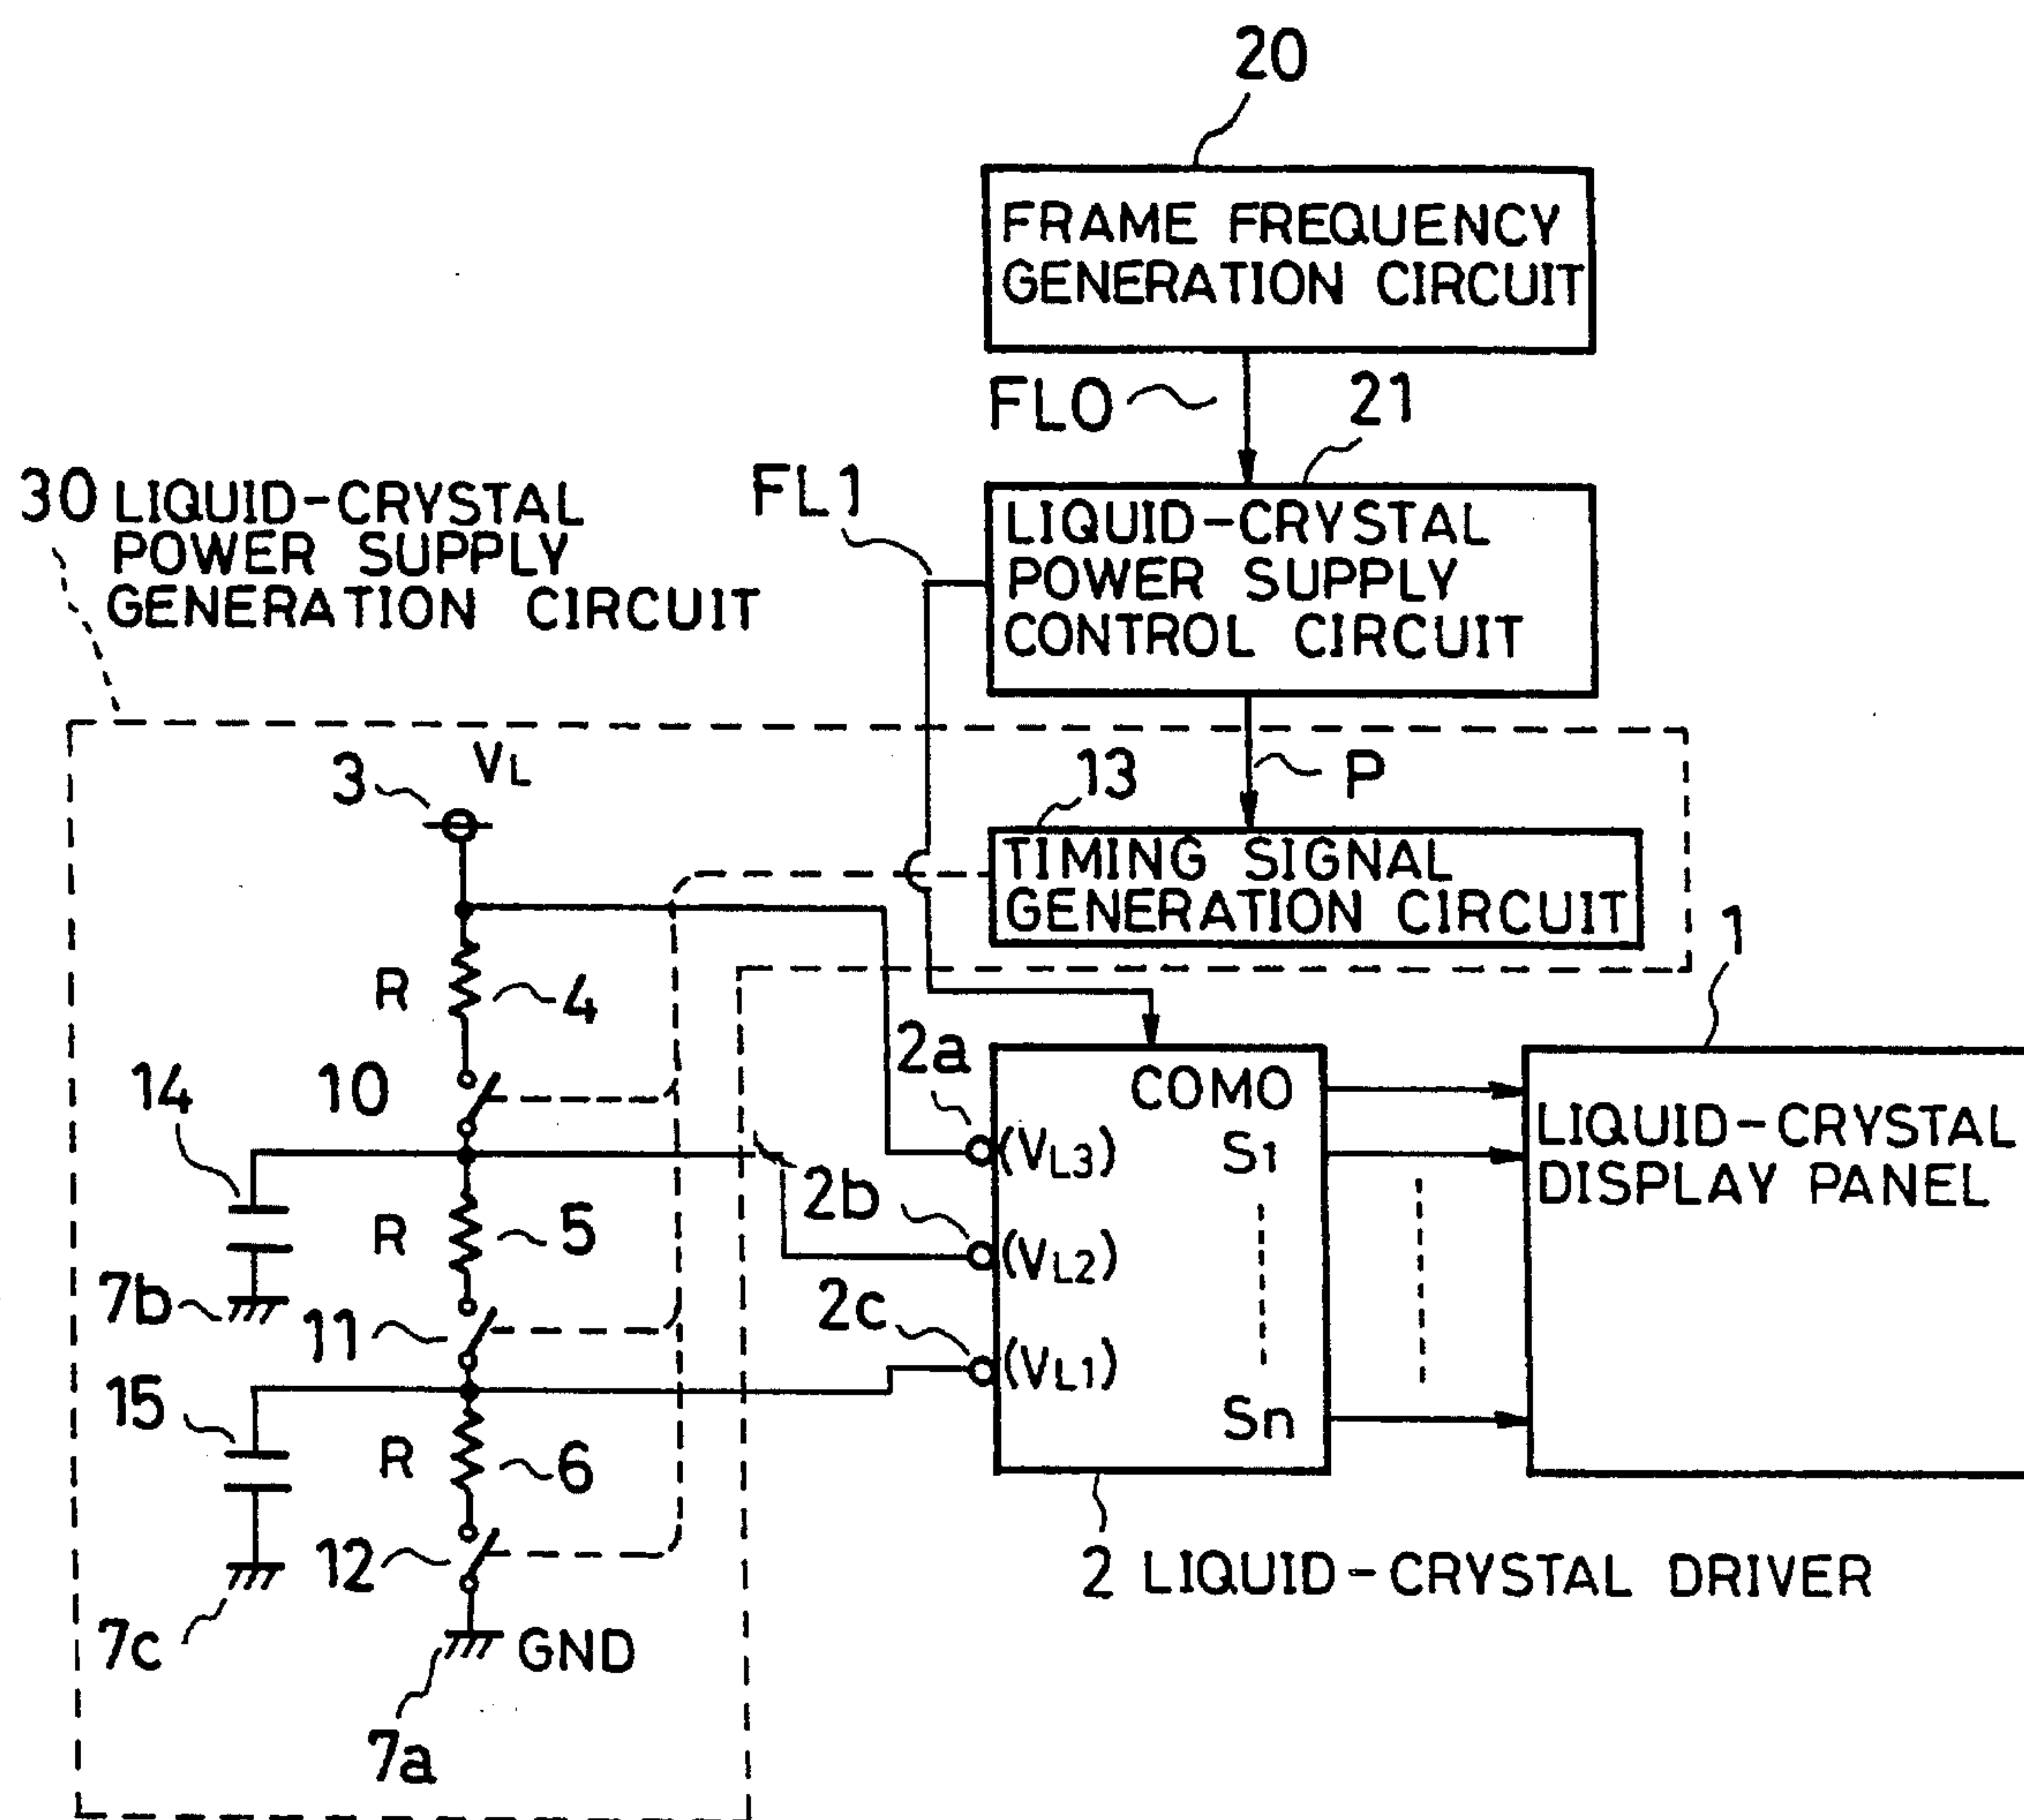 20
FRAME FREQUENCY
GENERATION CIRCUIT
FLO
21
FL1
30 LIQUID-CRYSTAL
POWER SUPPLY
GENERATION CIRCUIT
LIQUID-CRYSTAL
POWER SUPPLY
CONTROL CIRCUIT
P
3
VL
13
TIMING SIGNAL
GENERATION CIRCUIT
1
R
4
2a
COMO
14
10
(VL3)
S1
LIQUID-CRYSTAL
DISPLAY PANEL
2b
R
5
(VL2)
7b
11
2c
(VL1)
15
R
6
Sn
12
2 LIQUID-CRYSTAL DRIVER
7c
GND
7a